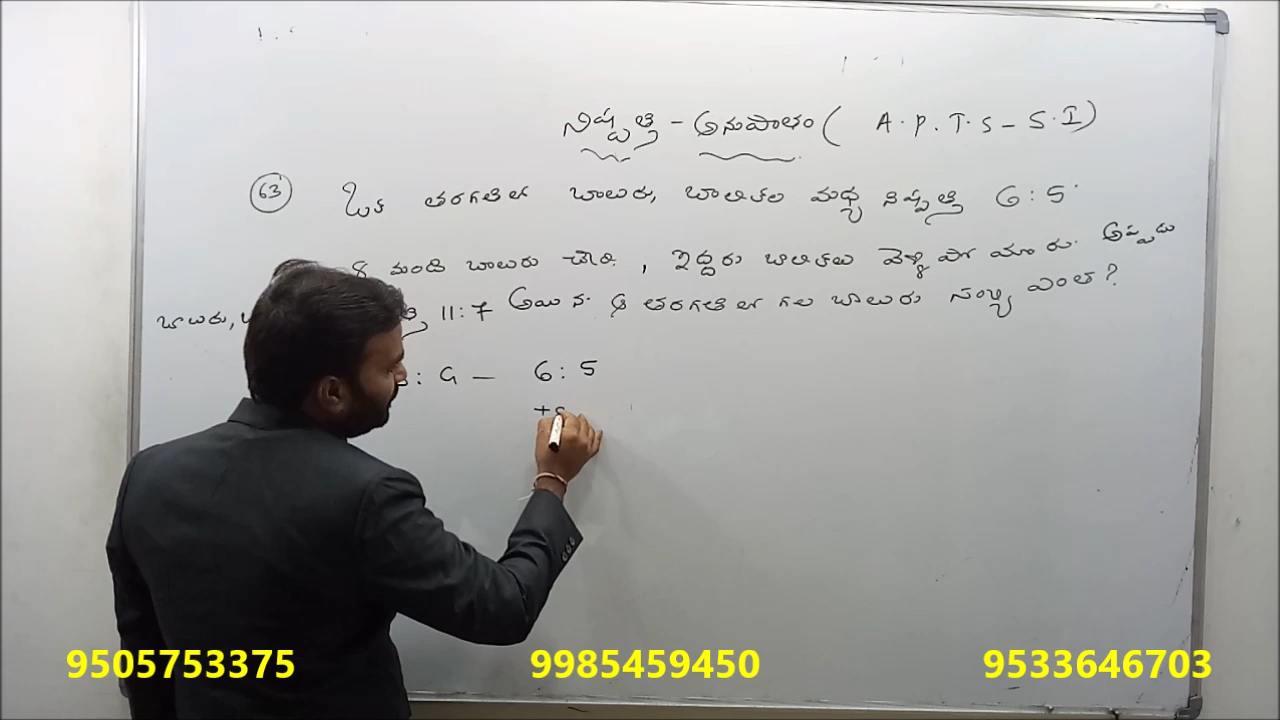 నిష్పత్తి - అనుపాతం ( A.P.T.S - S.I )
63 ఒక తరగతిలో బాలురు, బాలికల మధ్య నిష్పత్తి 6:5
8 మంది బాలురు చేరి, ఇద్దరు బాలికలు వెళ్ళి పోయారు. అప్పుడు
బాలురు, 11:7 అయిన ఆ తరగతిలో గల బాలురు సంఖ్య ఎంత?
: G – 6 : 5
+
9505753375 9985459450 9533646703